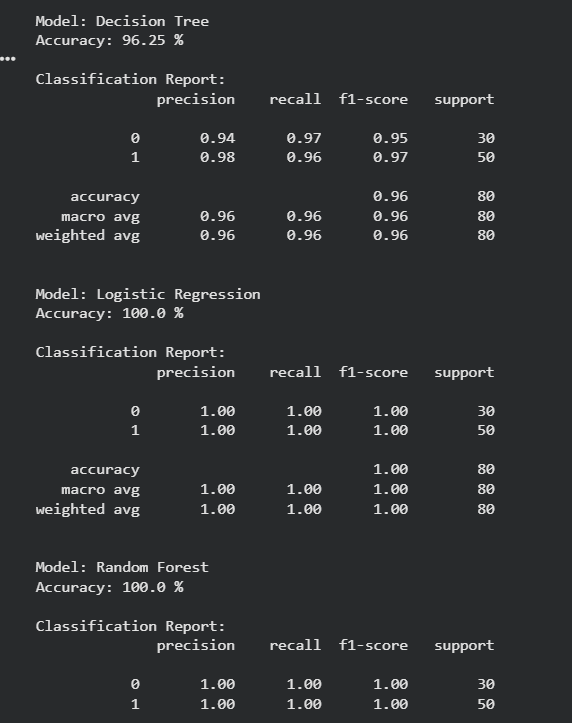 Model: Decision Tree
Accuracy: 96.25 %
•••
Classification Report:
precision recall f1-score support
0 0.94 0.97 0.95 30
1 0.98 0.96 0.97 50
accuracy 0.96 80
macro avg 0.96 0.96 0.96 80
weighted avg 0.96 0.96 0.96 80
Model: Logistic Regression
Accuracy: 100.0 %
Classification Report:
precision recall f1-score support
0 1.00 1.00 1.00 30
1 1.00 1.00 1.00 50
accuracy 1.00 80
macro avg 1.00 1.00 1.00 80
weighted avg 1.00 1.00 1.00 80
Model: Random Forest
Accuracy: 100.0 %
Classification Report:
precision recall f1-score support
0 1.00 1.00 1.00 30
1 1.00 1.00 1.00 50